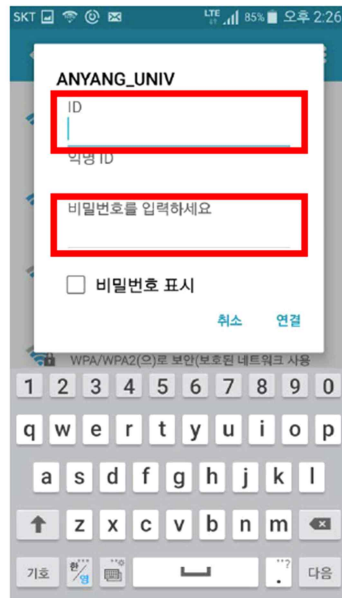 SKT LTE 85% 오후 2:26
ANYANG_UNIV
ID
익명 ID
비밀번호를 입력하세요
비밀번호 표시
취소 연결
WPA/WPA2(으)로 보안(보호된 네트워크 사용
1 2 3 4 5 6 7 8 9 0
q w e r t y u i o p
a s d f g h j k l
z x c v b n m
기호 한/영 . 다음